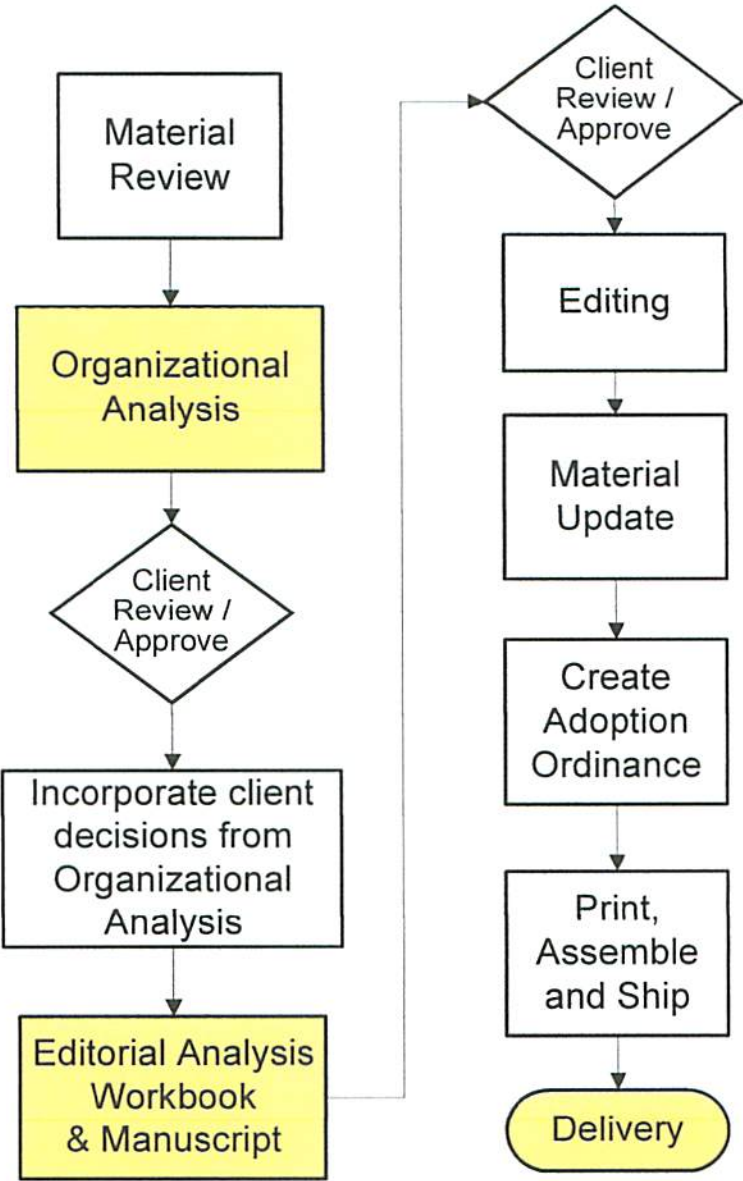 Material
Review
Organizational
Analysis
Client
Review /
Approve
Incorporate client
decisions from
Organizational
Analysis
Editorial Analysis
Workbook
& Manuscript
Client
Review /
Approve
Editing
Material
Update
Create
Adoption
Ordinance
Print,
Assemble
and Ship
Delivery